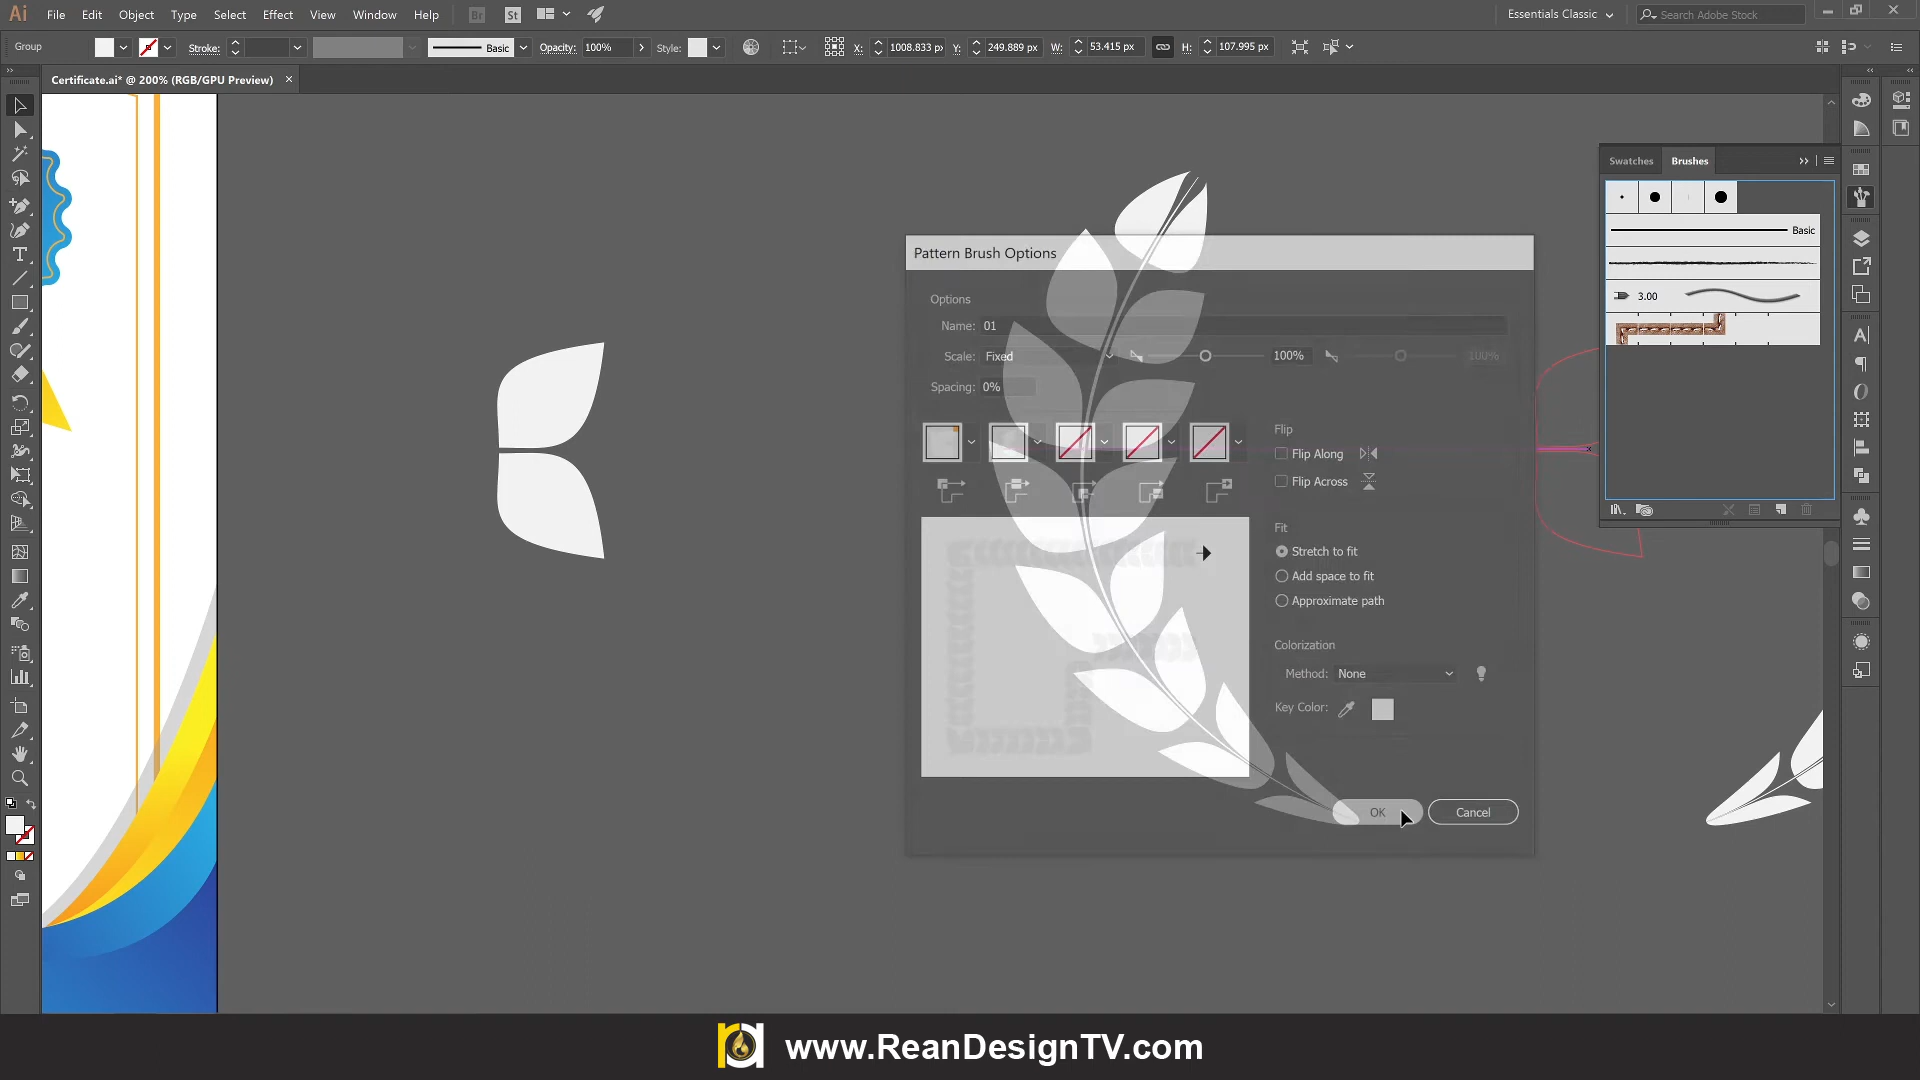 Ai File Edit Object Type Select Effect View Window Help Br St Essentials Classic Search Adobe Stock
Group Stroke: Basic Opacity: 100% Style: X: 1008.833 px Y: 249.889 px W: 53.415 px H: 107.995 px
Certificate.ai* @ 200% (RGB/GPU Preview)
Swatches Brushes
Basic
3.00
Pattern Brush Options
Options
Name: 01
Scale: Fixed 100% 100%
Spacing: 0%
Flip
Flip Along
Flip Across
Fit
Stretch to fit
Add space to fit
Approximate path
Colorization
Method: None
Key Color:
OK Cancel
www.ReanDesignTV.com